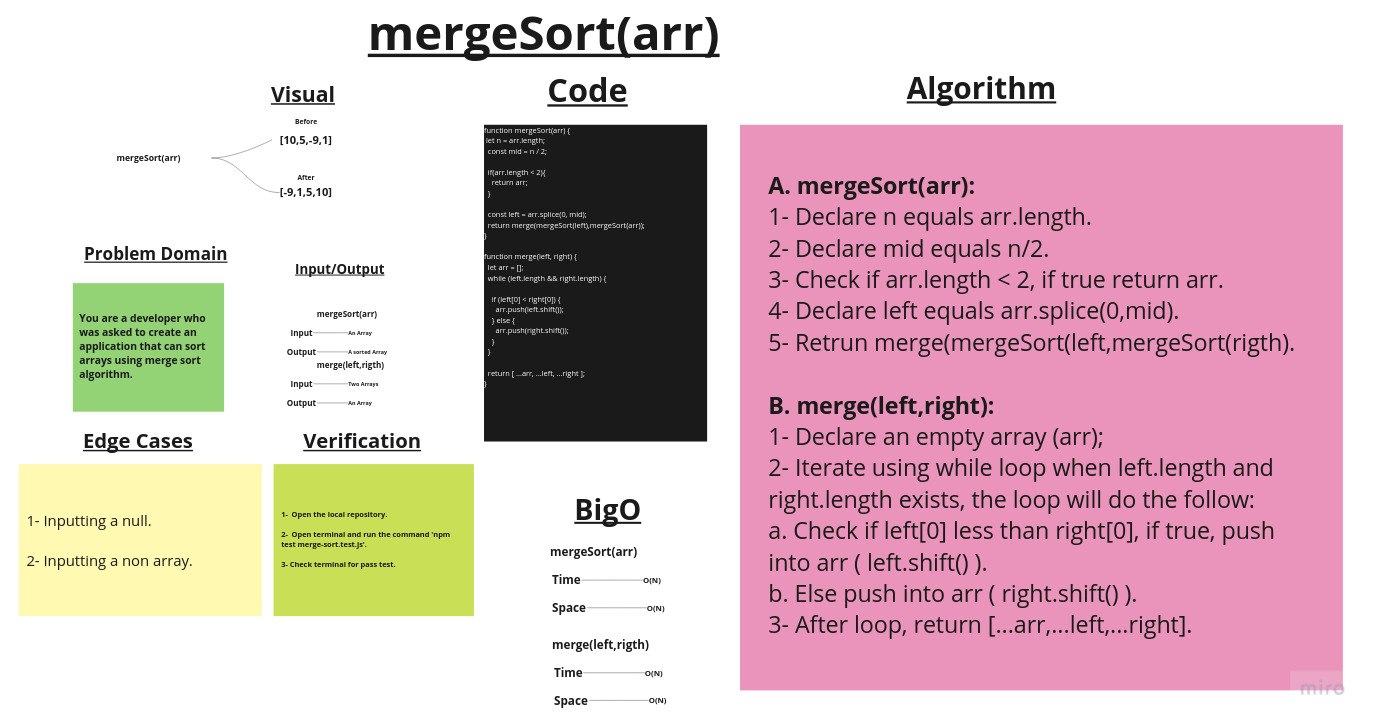 mergeSort(arr)
Visual
Before
[10,5,-9,1]
mergeSort(arr)
After
[-9,1,5,10]
Problem Domain
You are a developer who
was asked to create an
application that can sort
arrays using merge sort
algorithm.
Input/Output
mergeSort(arr)
Input An Array
Output A sorted Array
merge(left,rigth)
Input Two Arrays
Output An Array
Edge Cases
1- Inputting a null.
2- Inputting a non array.
Verification
1- Open the local repository.
2- Open terminal and run the command 'npm
test merge-sort.test.js'.
3- Check terminal for pass test.
Code
function mergeSort(arr) {
let n = arr.length;
const mid = n / 2;
if(arr.length < 2){
return arr;
}
const left = arr.splice(0, mid);
return merge(mergeSort(left),mergeSort(arr));
}
function merge(left, right) {
let arr = [];
while (left.length && right.length) {
if (left[0] < right[0]) {
arr.push(left.shift());
} else {
arr.push(right.shift());
}
}
return [ ...arr, ...left, ...right ];
}
BigO
mergeSort(arr)
Time O(N)
Space O(N)
merge(left,rigth)
Time O(N)
Space O(N)
Algorithm
A. mergeSort(arr):
1- Declare n equals arr.length.
2- Declare mid equals n/2.
3- Check if arr.length < 2, if true return arr.
4- Declare left equals arr.splice(0,mid).
5- Retrun merge(mergeSort(left,mergeSort(rigth).
B. merge(left,right):
1- Declare an empty array (arr);
2- Iterate using while loop when left.length and
right.length exists, the loop will do the follow:
a. Check if left[0] less than right[0], if true, push
into arr ( left.shift() ).
b. Else push into arr ( right.shift() ).
3- After loop, return [...arr,...left,...right].
miro